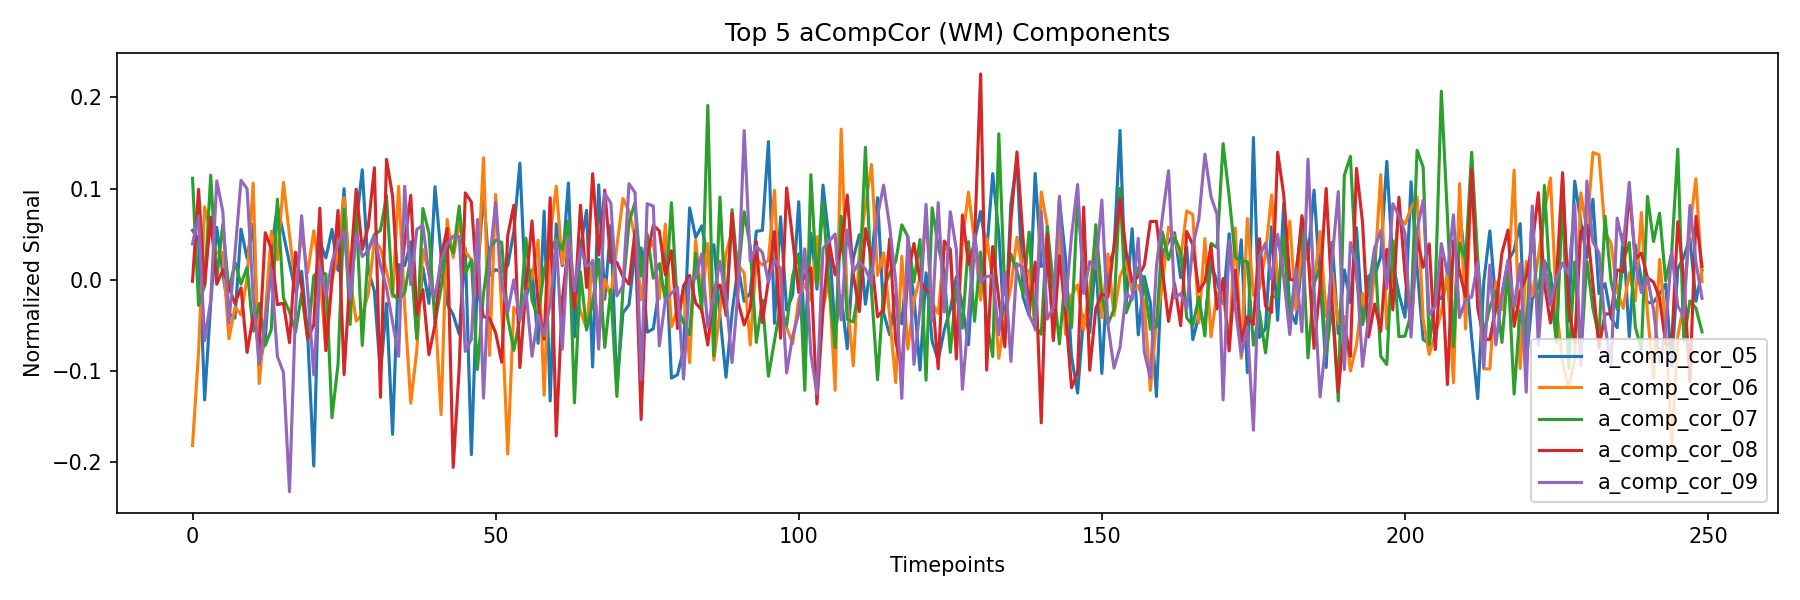 Top 5 aCompCor (WM) Components
Normalized Signal
0.2
0.1
0.0
−0.1
−0.2
0 50 100 150 200 250
Timepoints
a_comp_cor_05
a_comp_cor_06
a_comp_cor_07
a_comp_cor_08
a_comp_cor_09